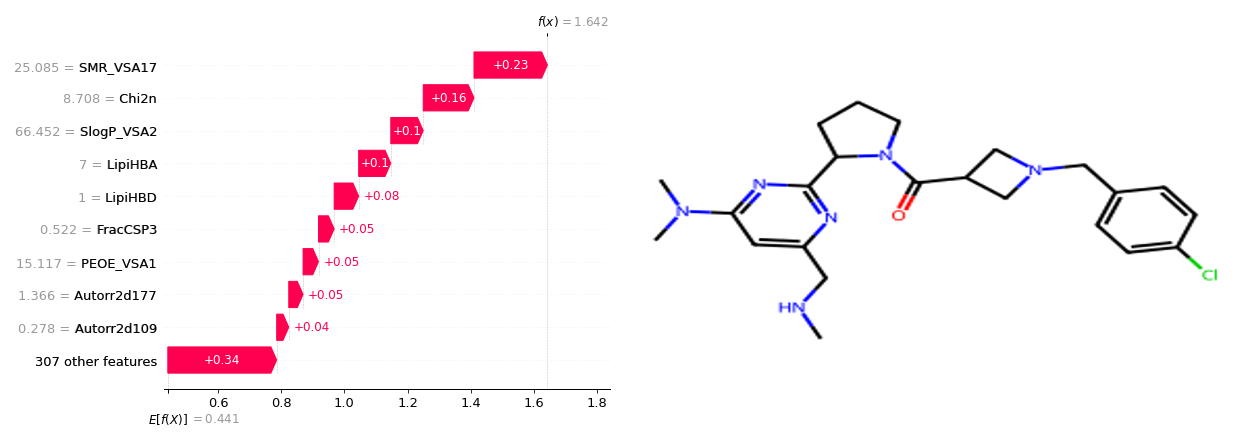 f(x) = 1.642
25.085 = SMR_VSA17
+0.23
8.708 = Chi2n
+0.16
66.452 = SlogP_VSA2
+0.1
7 = LipiHBA
+0.1
1 = LipiHBD
+0.08
0.522 = FracCSP3
+0.05
15.117 = PEOE_VSA1
+0.05
1.366 = Autorr2d177
+0.05
0.278 = Autorr2d109
+0.04
307 other features
+0.34
0.6 0.8 1.0 1.2 1.4 1.6 1.8
E[f(X)] = 0.441
N
N
N
N
N
O
N
HN
Cl